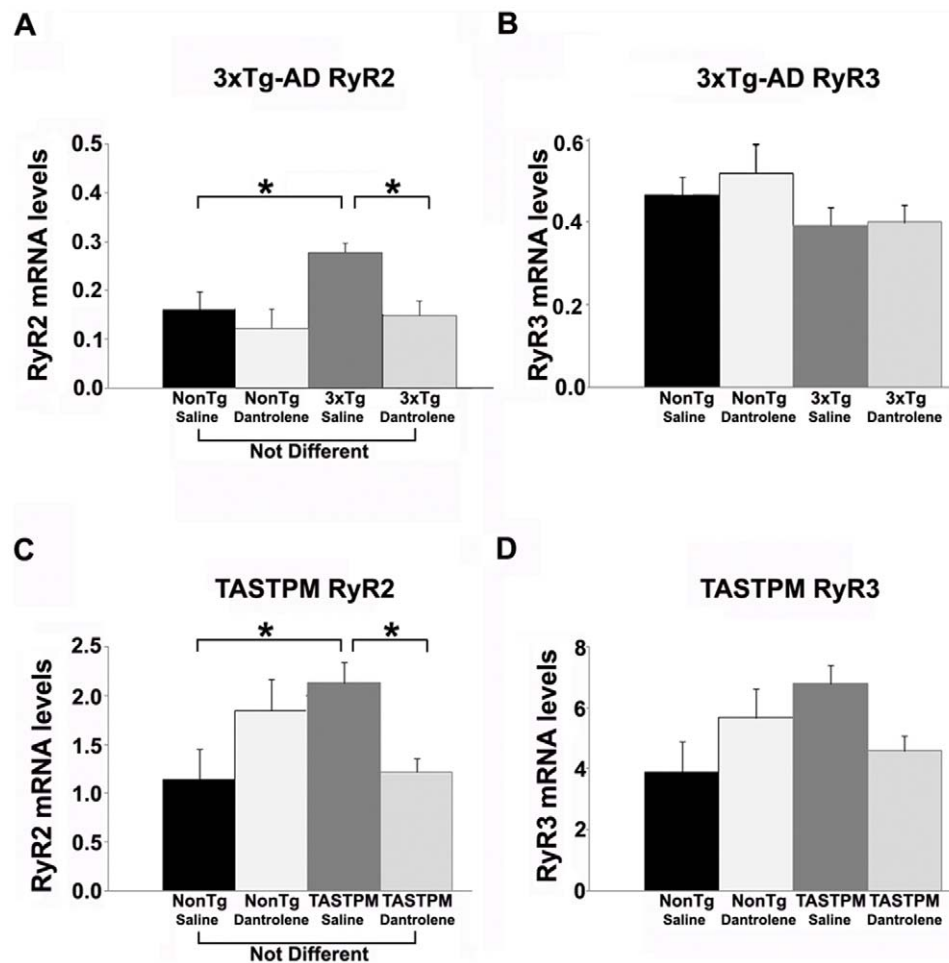 A
3xTg-AD RyR2
RyR2 mRNA levels
0.5
0.4
0.3
0.2
0.1
0.0
*
*
NonTg NonTg 3xTg 3xTg
Saline Dantrolene Saline Dantrolene
Not Different
B
3xTg-AD RyR3
RyR3 mRNA levels
0.6
0.4
0.2
0.0
NonTg NonTg 3xTg 3xTg
Saline Dantrolene Saline Dantrolene
C
TASTPM RyR2
RyR2 mRNA levels
2.5
2.0
1.5
1.0
0.5
0.0
*
*
NonTg NonTg TASTPM TASTPM
Saline Dantrolene Saline Dantrolene
Not Different
D
TASTPM RyR3
RyR3 mRNA levels
8
6
4
2
0
NonTg NonTg TASTPM TASTPM
Saline Dantrolene Saline Dantrolene